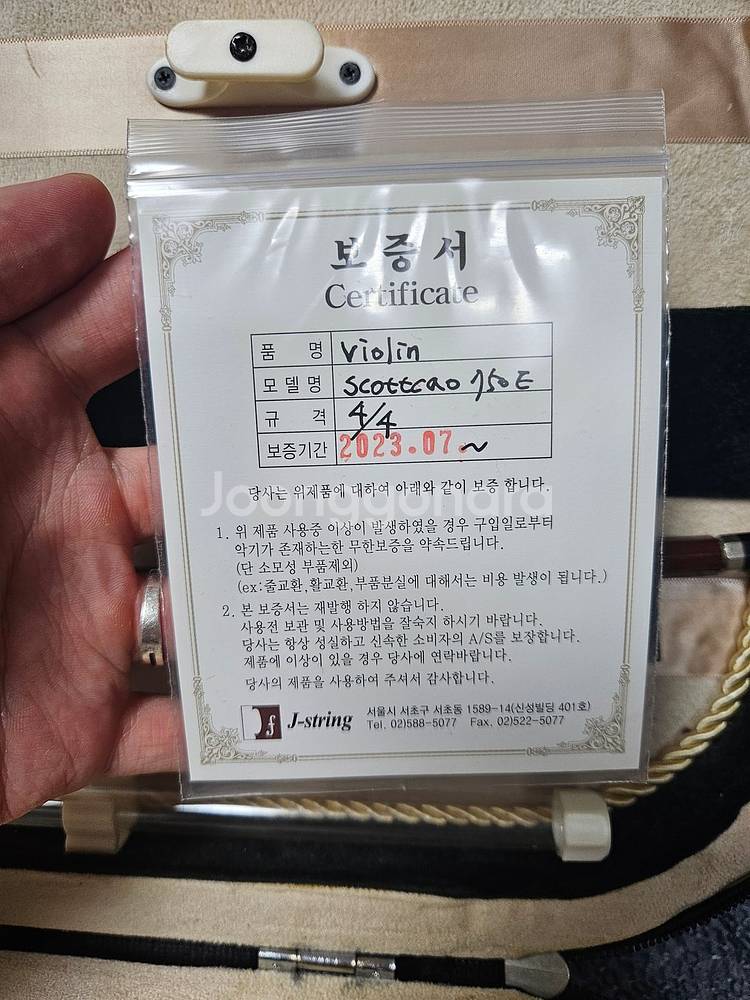 보증서
Certificate
품 명 Violin
모델명 scottcao 750E
규 격 4/4
보증기간 2023.07.~
당사는 위제품에 대하여 아래와 같이 보증 합니다.
Joonggonara
1. 위 제품 사용중 이상이 발생하였을 경우 구입일로부터
악기가 존재하는한 무한보증을 약속드립니다.
(단 소모성 부품제외)
(ex:줄교환,활교환,부품분실에 대해서는 비용 발생이 됩니다.)
2. 본 보증서는 재발행 하지 않습니다.
사용전 보관 및 사용방법을 잘숙지 하시기 바랍니다.
당사는 항상 성실하고 신속한 소비자의 A/S를 보장합니다.
제품에 이상이 있을 경우 당사에 연락바랍니다.
당사의 제품을 사용하여 주셔서 감사합니다.
f J-string 서울시 서초구 서초동 1589-14(신성빌딩 401호)
Tel. 02)588-5077 Fax. 02)522-5077